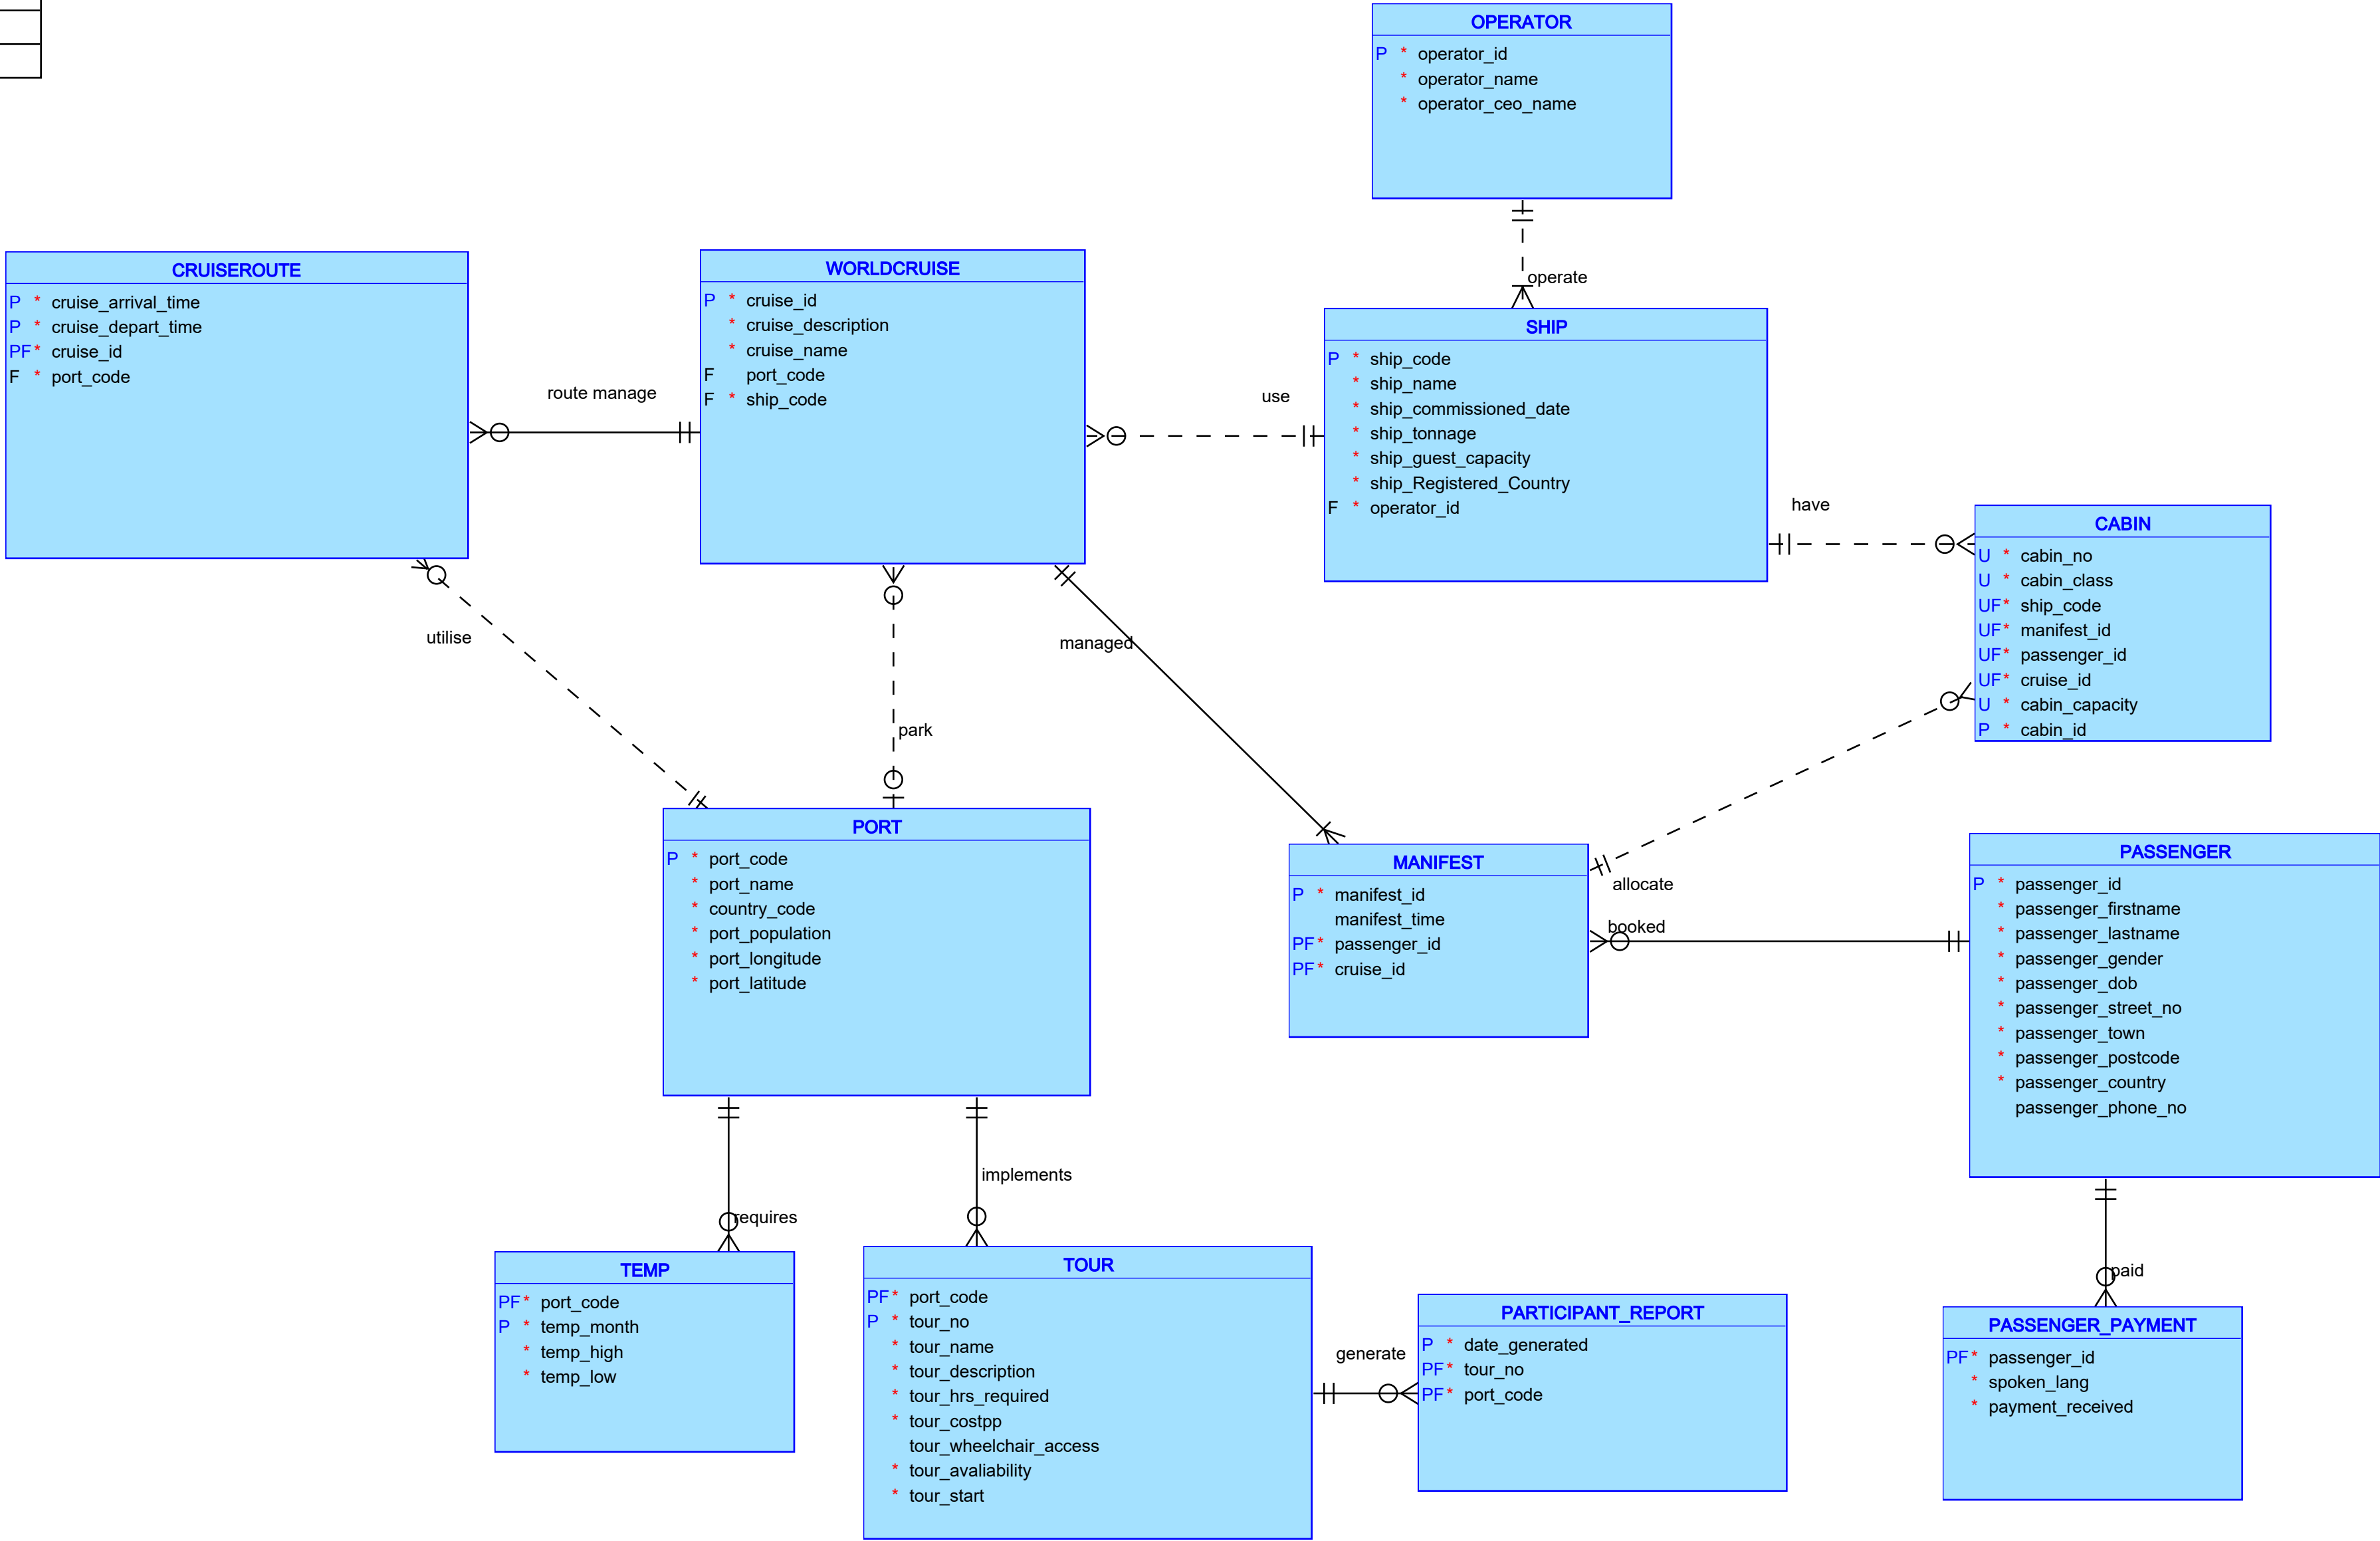 OPERATOR
P * operator_id
* operator_name
* operator_ceo_name
operate
CRUISEROUTE
P * cruise_arrival_time
P * cruise_depart_time
PF * cruise_id
F * port_code
route manage
WORLDCRUISE
P * cruise_id
* cruise_description
* cruise_name
F port_code
F * ship_code
use
SHIP
P * ship_code
* ship_name
* ship_commissioned_date
* ship_tonnage
* ship_guest_capacity
* ship_Registered_Country
F * operator_id
have
CABIN
U * cabin_no
U * cabin_class
UF * ship_code
UF * manifest_id
UF * passenger_id
UF * cruise_id
U * cabin_capacity
P * cabin_id
utilise
park
managed
allocate
booked
PORT
P * port_code
* port_name
* country_code
* port_population
* port_longitude
* port_latitude
MANIFEST
P * manifest_id
manifest_time
PF * passenger_id
PF * cruise_id
PASSENGER
P * passenger_id
* passenger_firstname
* passenger_lastname
* passenger_gender
* passenger_dob
* passenger_street_no
* passenger_town
* passenger_postcode
* passenger_country
passenger_phone_no
requires
implements
paid
TEMP
PF * port_code
P * temp_month
* temp_high
* temp_low
TOUR
PF * port_code
P * tour_no
* tour_name
* tour_description
* tour_hrs_required
* tour_costpp
tour_wheelchair_access
* tour_avaliability
* tour_start
generate
PARTICIPANT_REPORT
P * date_generated
PF * tour_no
PF * port_code
PASSENGER_PAYMENT
PF * passenger_id
* spoken_lang
* payment_received